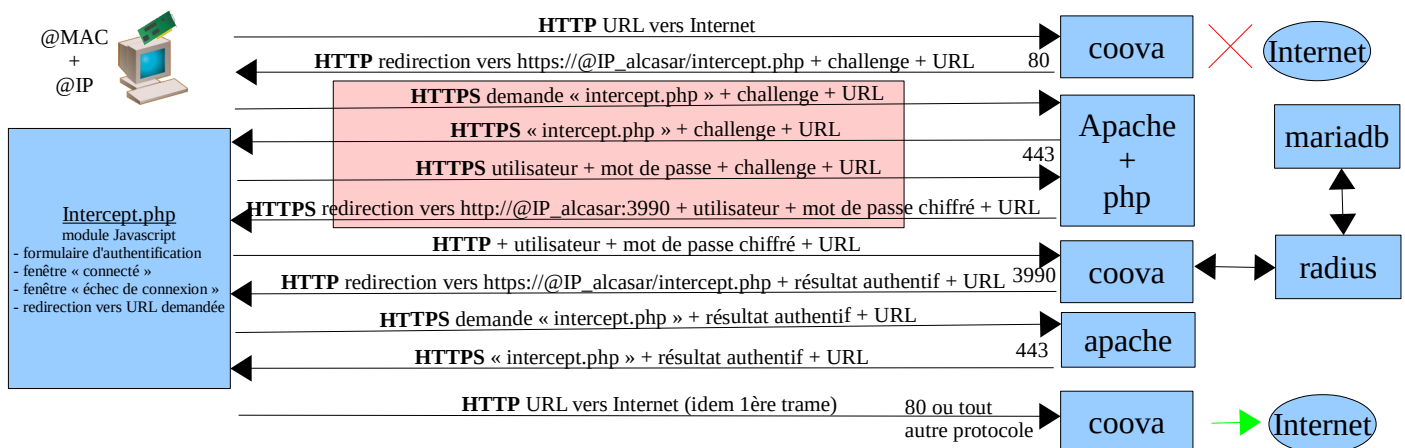 HTTP URL vers Internet
@MAC
+
@IP
coova
Internet
HTTP redirection vers https://@IP_alcasar/intercept.php + challenge + URL
80
HTTPS demande « intercept.php » + challenge + URL
HTTPS « intercept.php » + challenge + URL
Apache
+
php
443
mariadb
HTTPS utilisateur + mot de passe + challenge + URL
HTTPS redirection vers http://@IP_alcasar:3990 + utilisateur + mot de passe chiffré + URL
Intercept.php
module Javascript
- formulaire d'authentification
- fenêtre « connecté »
- fenêtre « échec de connexion »
- redirection vers URL demandée
HTTP + utilisateur + mot de passe chiffré + URL
coova
radius
HTTP redirection vers https://@IP_alcasar/intercept.php + résultat authentif + URL
3990
HTTPS demande « intercept.php » + résultat authentif + URL
apache
HTTPS « intercept.php » + résultat authentif + URL
443
HTTP URL vers Internet (idem 1ère trame)
80 ou tout
autre protocole
coova
Internet